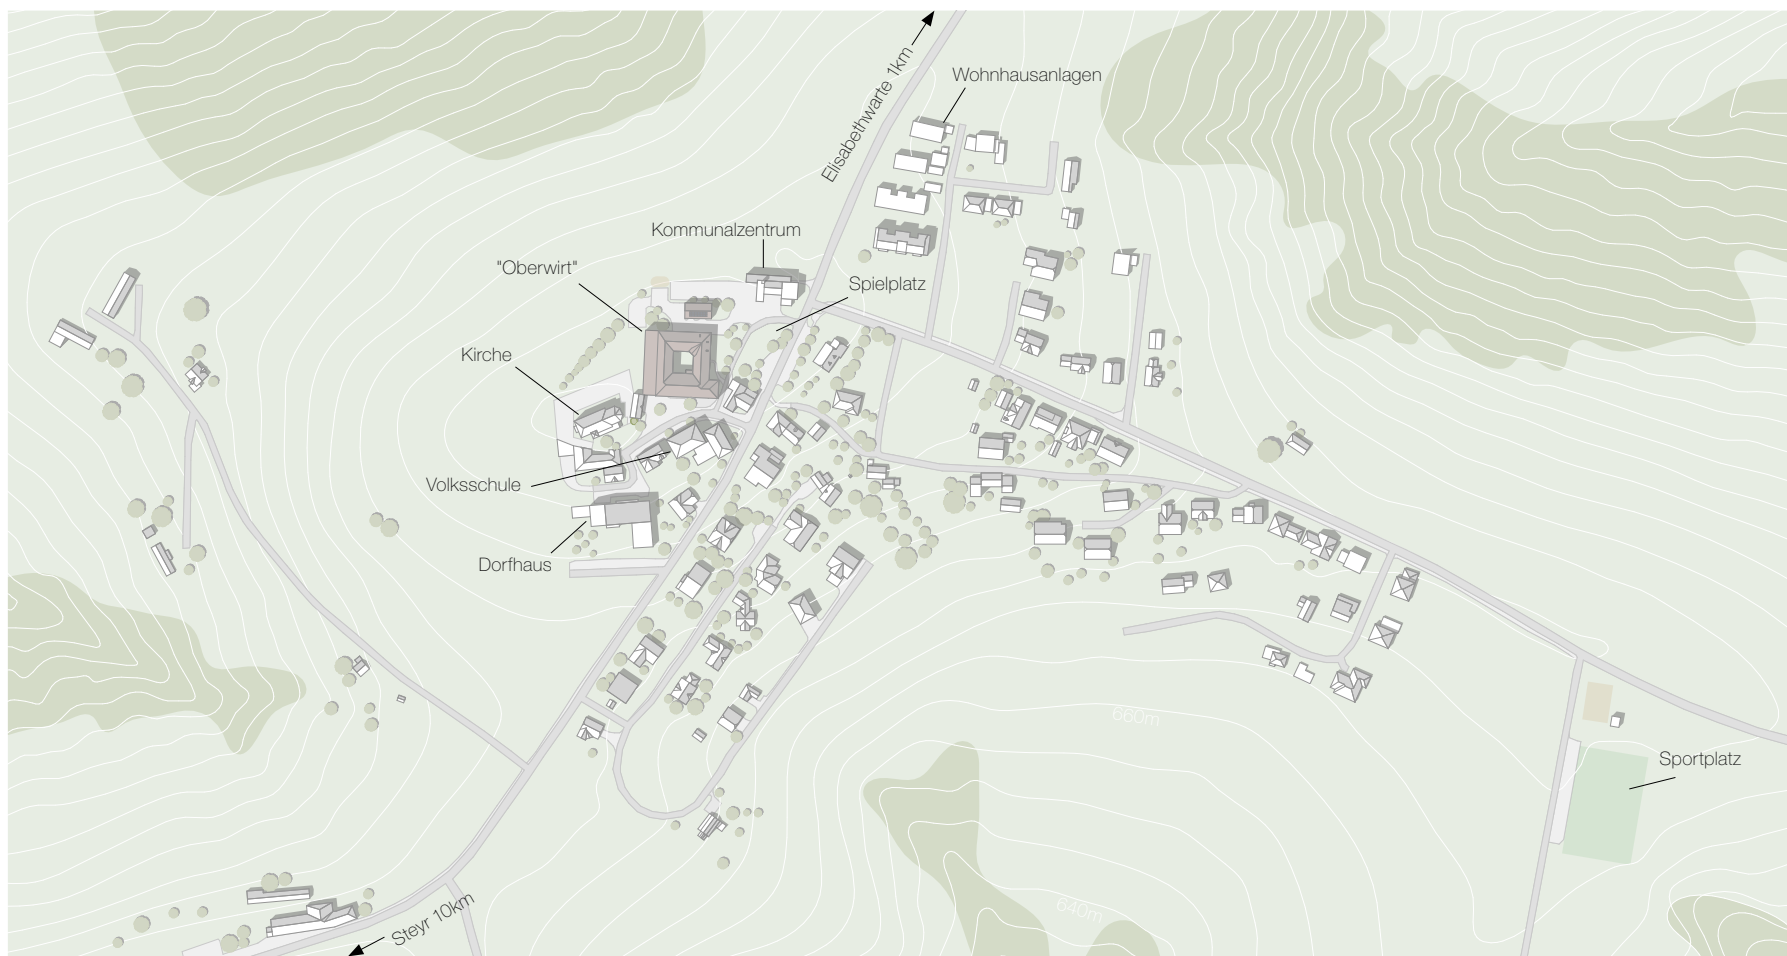 Elisabethwarte 1km
Wohnhausanlagen
Kommunalzentrum
"Oberwirt"
Spielplatz
Kirche
Volksschule
Dorfhaus
660m
Sportplatz
640m
Steyr 10km